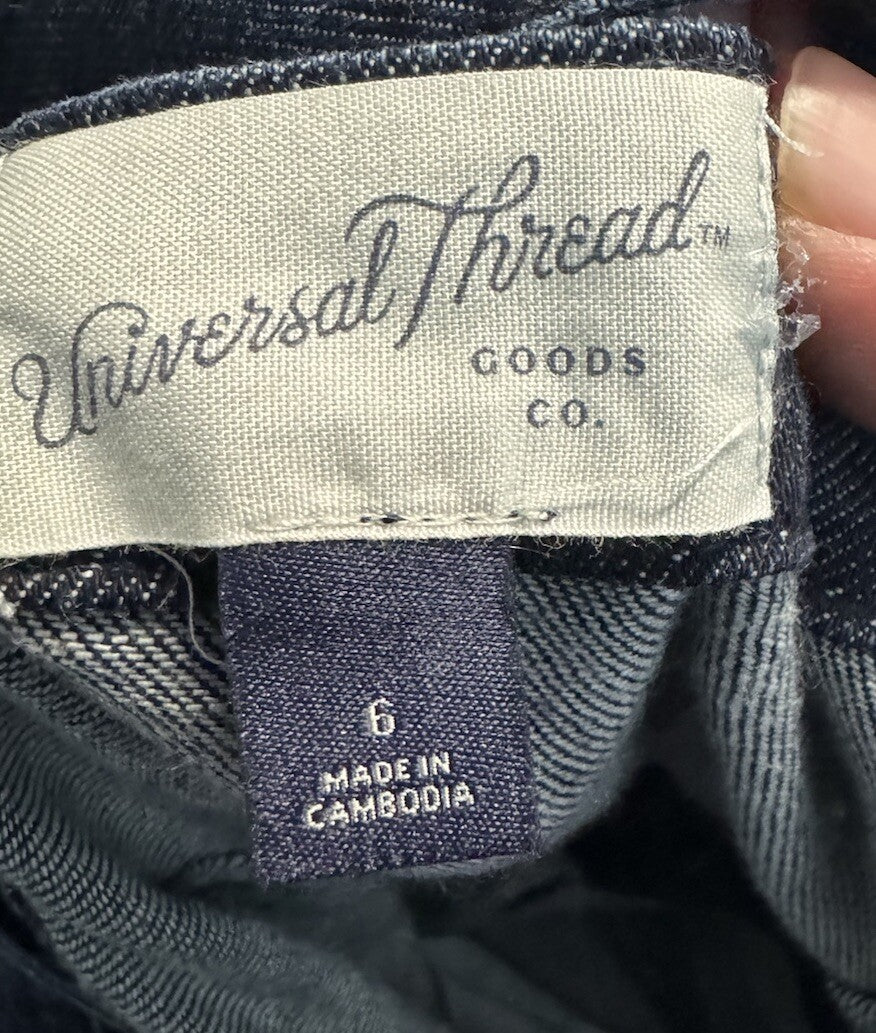 Universal Thread™
GOODS
CO.
6
MADE IN
CAMBODIA